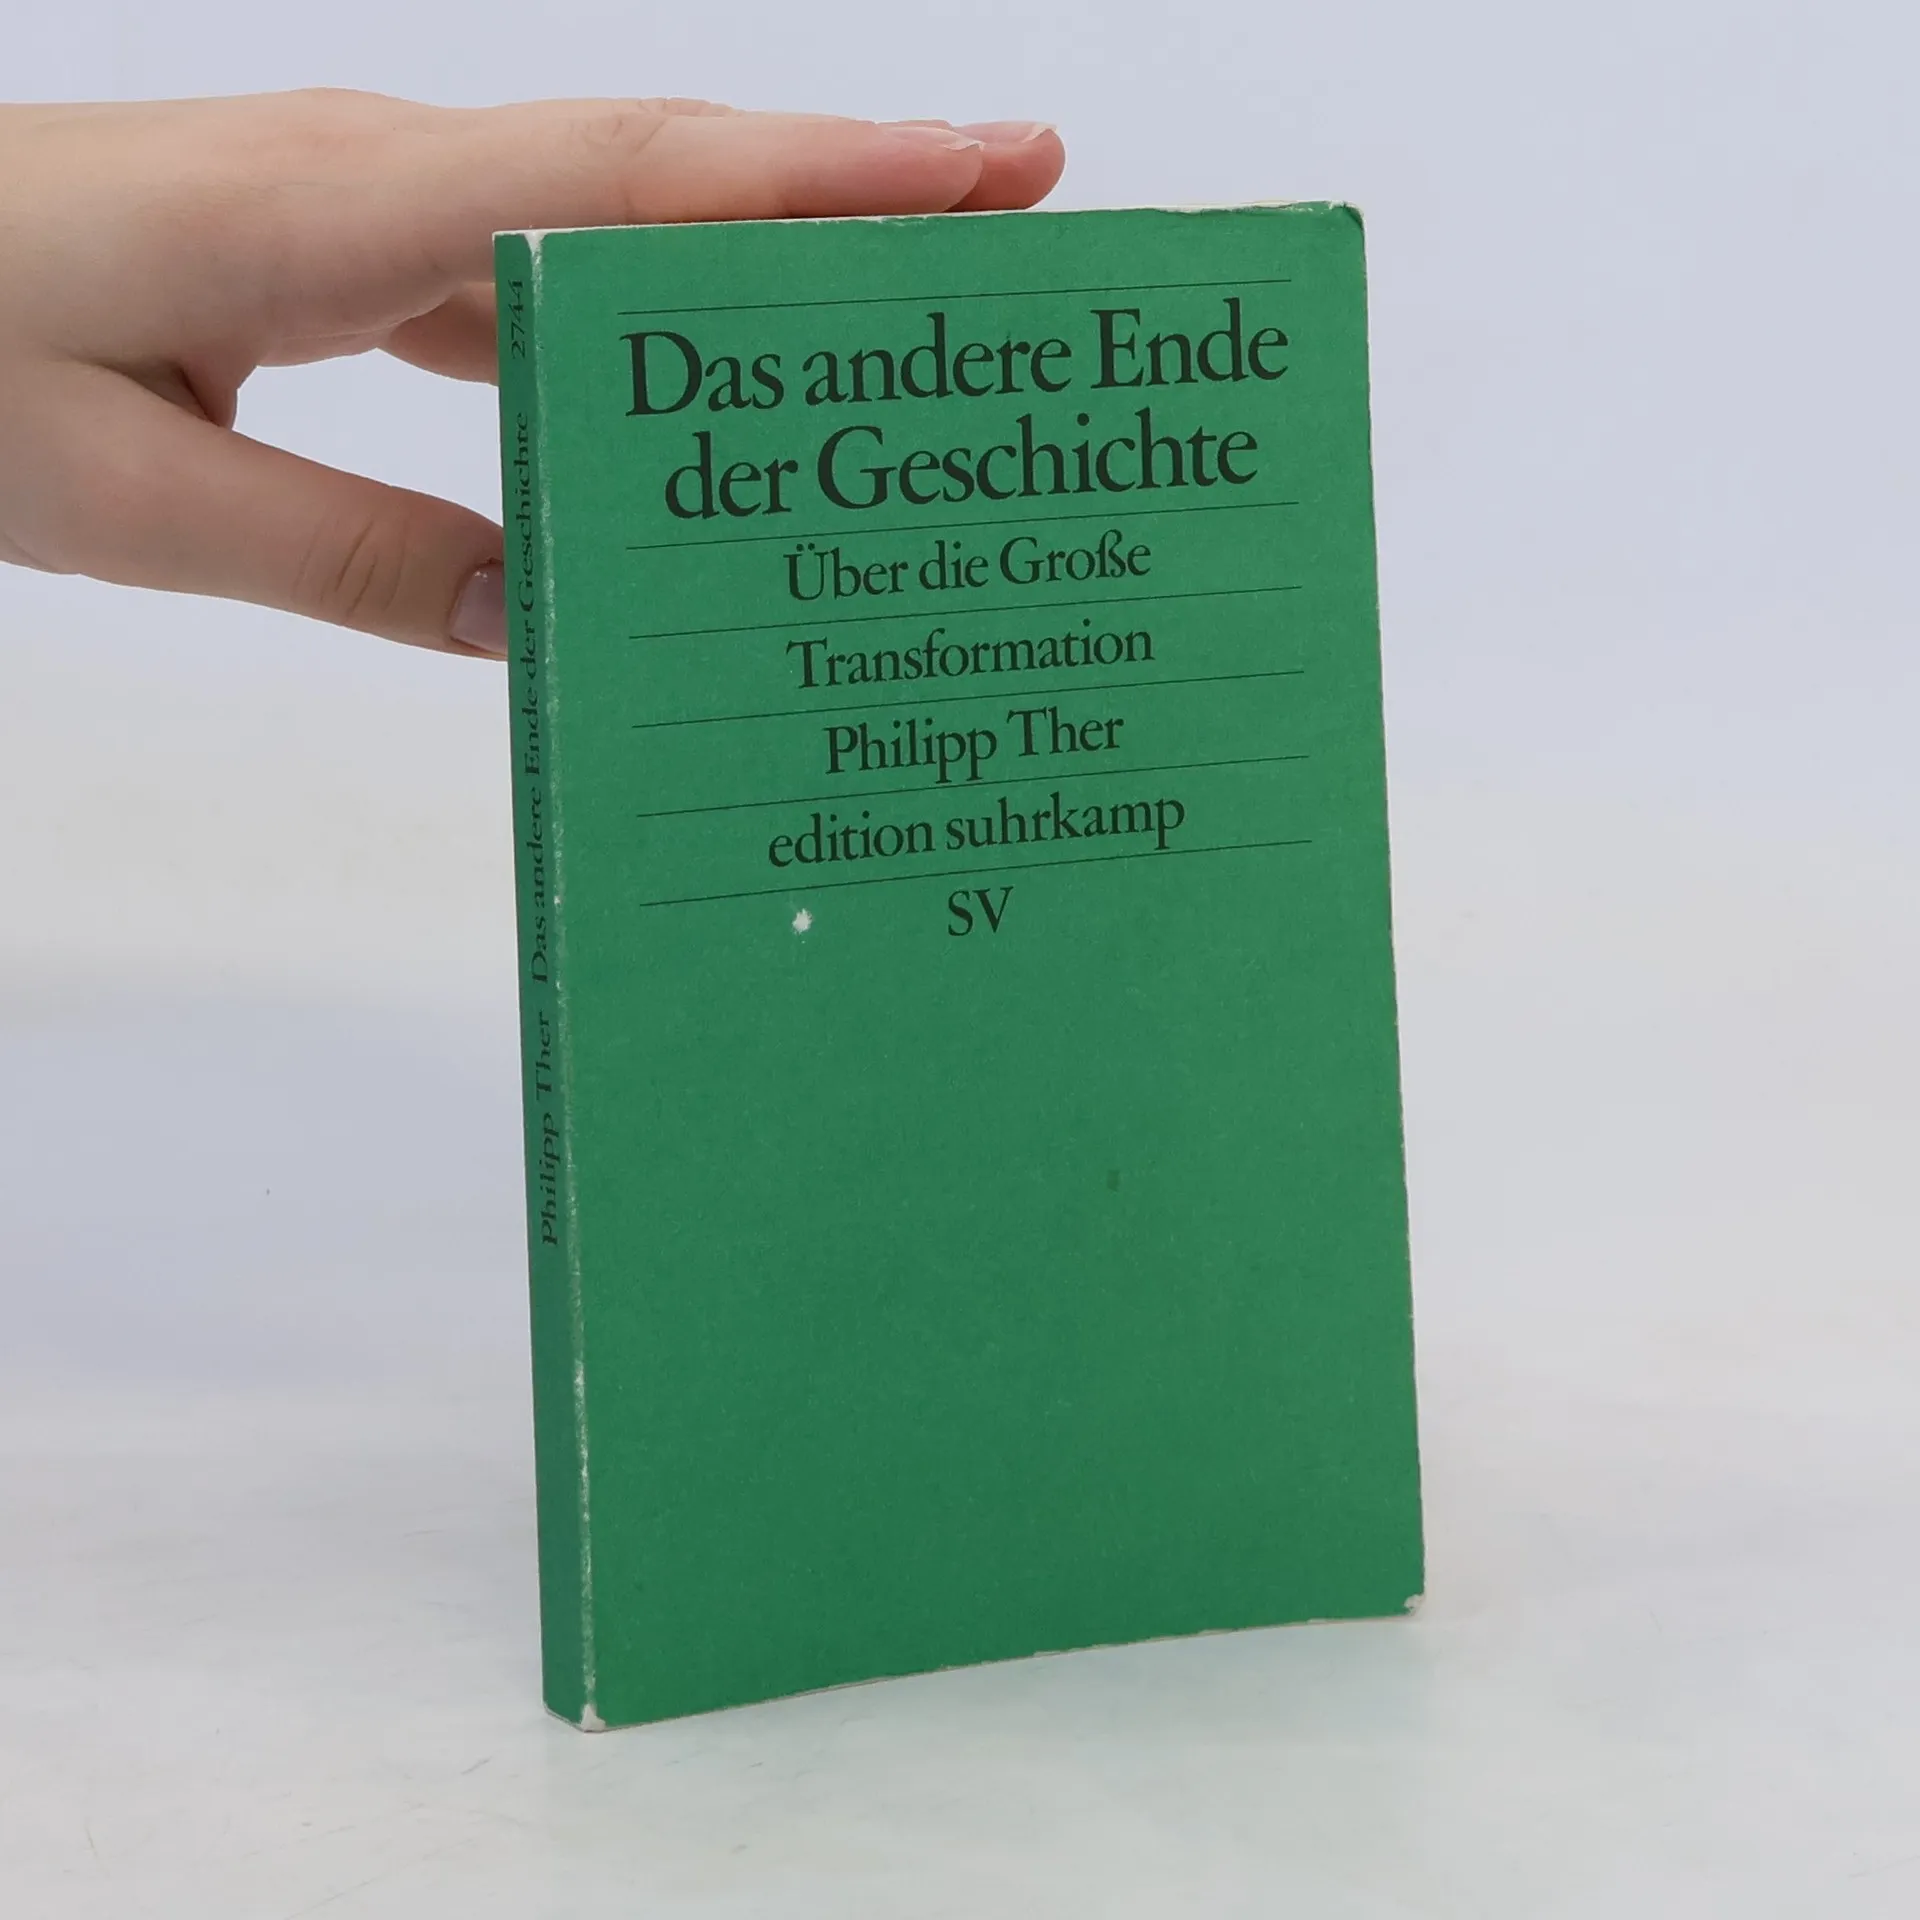 Das andere Ende
der Geschichte
Über die Große
Transformation
Philipp Ther
edition suhrkamp
SV
Philipp Ther Das andere Ende der Geschichte 2744